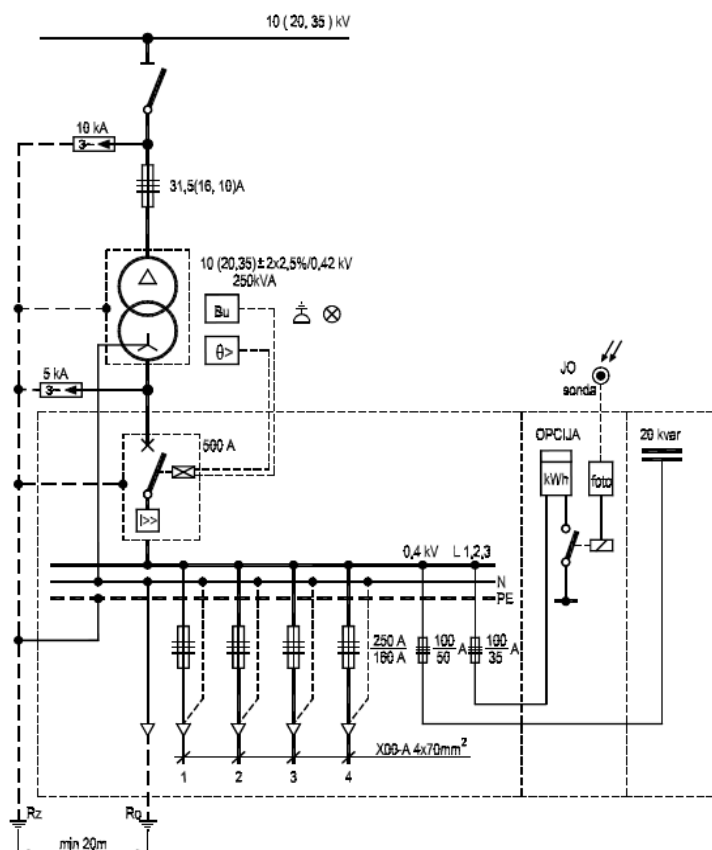 10 ( 20, 35 ) kV
10 kA
31,5(16, 10)A
10 (20,35) ± 2x2,5%/0,42 kV
250kVA
Bu
θ>
5 kA
JO
sonda
500 A
OPCIJA
20 kvar
kWh
foto
I>>
0,4 kV L 1,2,3
N
PE
250 A
160 A
100
50
A
100
35
A
X00-A 4x70mm²
1 2 3 4
Rz
Ro
min 20m